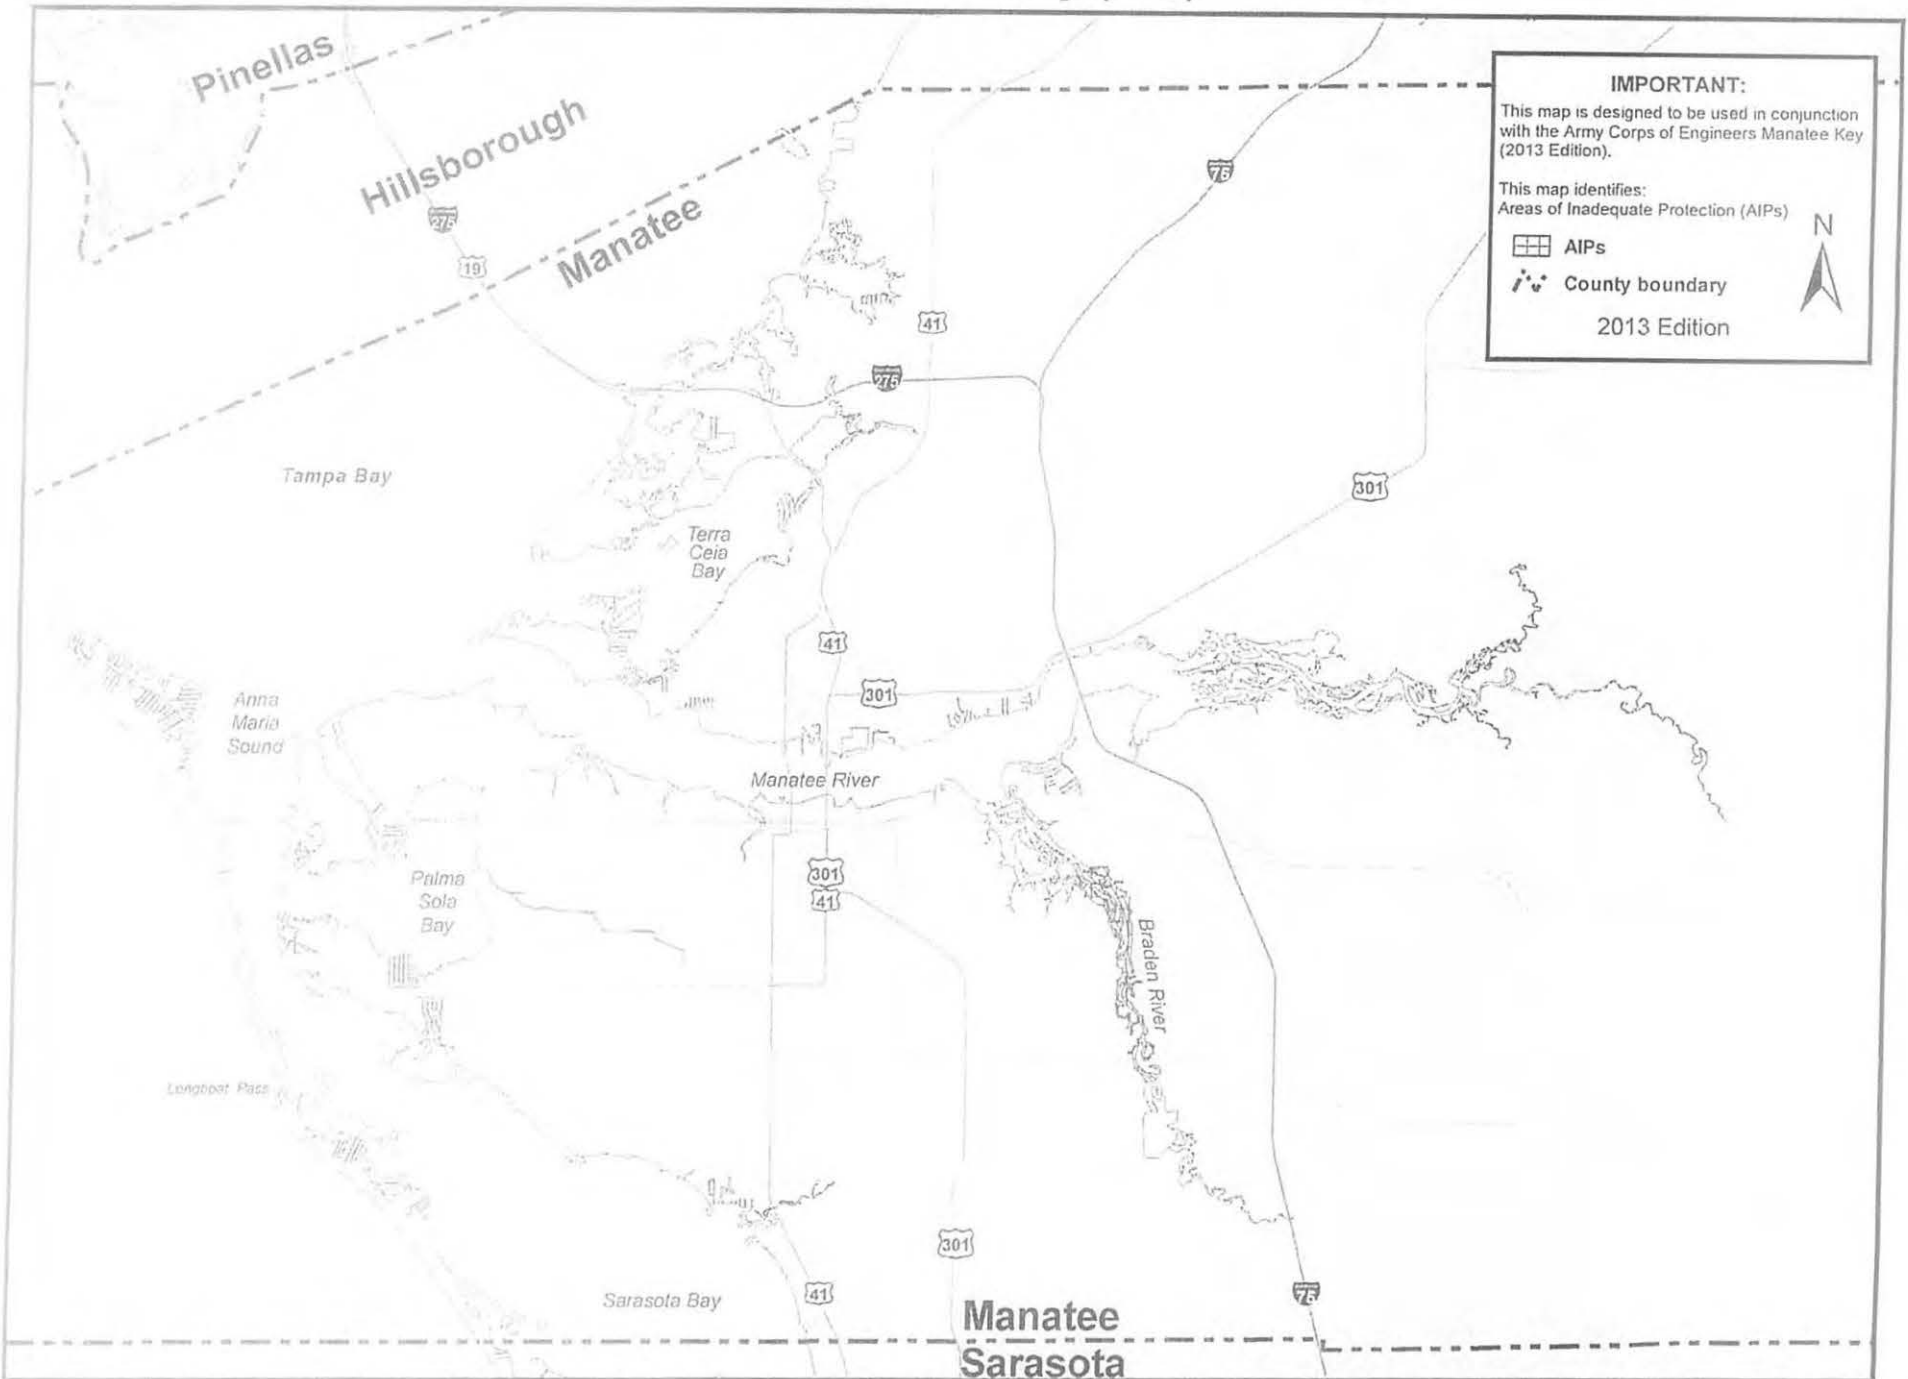 Pinellas
Hillsborough
Manatee
275
19
75
IMPORTANT:
This map is designed to be used in conjunction
with the Army Corps of Engineers Manatee Key
(2013 Edition).
This map identifies:
Areas of Inadequate Protection (AIPs)
N
AIPs
County boundary
2013 Edition
41
275
Tampa Bay
301
Terra
Ceia
Bay
41
301
Anna
Maria
Sound
Manatee River
301
41
Palma
Sola
Bay
Braden River
Longboat Pass
301
41
75
Sarasota Bay
Manatee
Sarasota